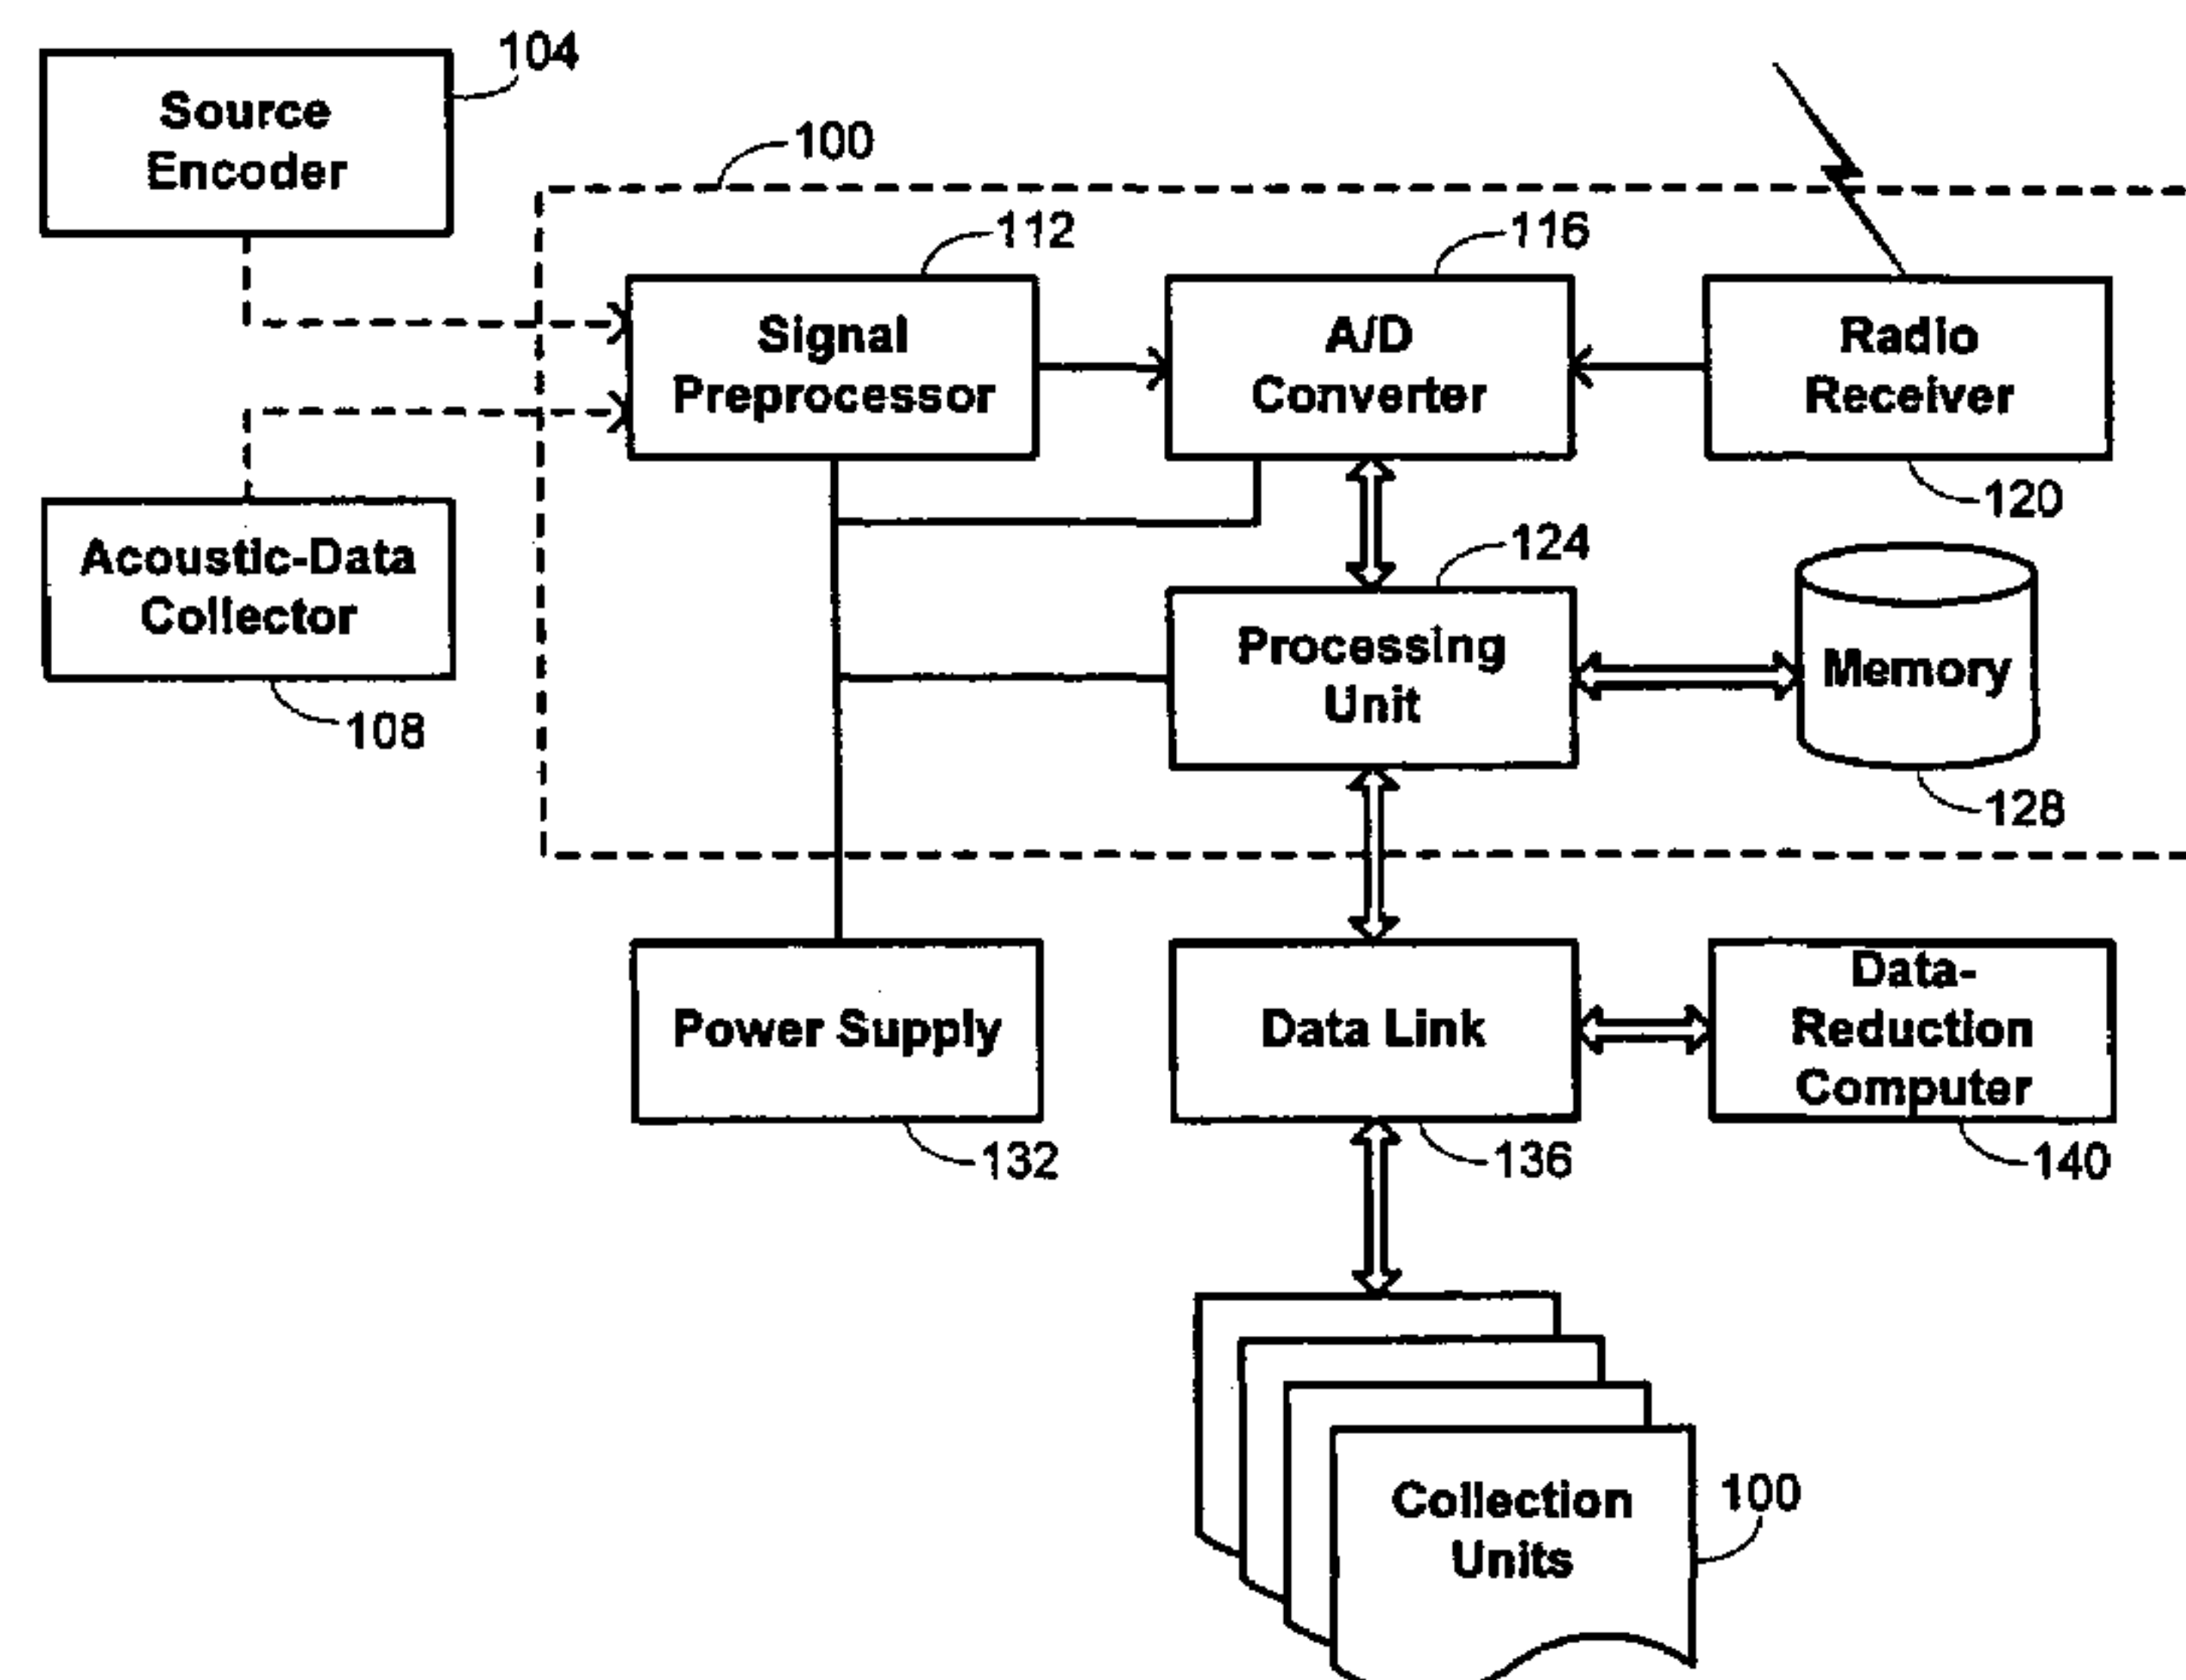 104
Source
Encoder
100
112
116
Signal
Preprocessor
A/D
Converter
Radio
Receiver
120
Acoustic-Data
Collector
108
124
Processing
Unit
Memory
128
Power Supply
132
Data Link
136
Data-
Reduction
Computer
140
Collection
Units
100